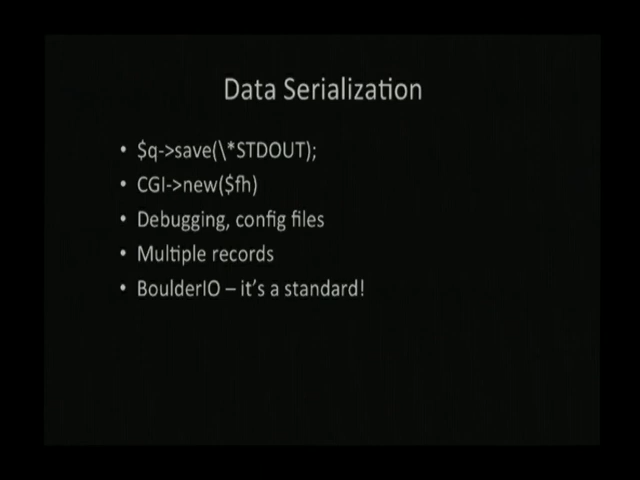 Data Serialization
• $q->save(\*STDOUT);
• CGI->new($fh)
• Debugging, config files
• Multiple records
• BoulderIO – it's a standard!